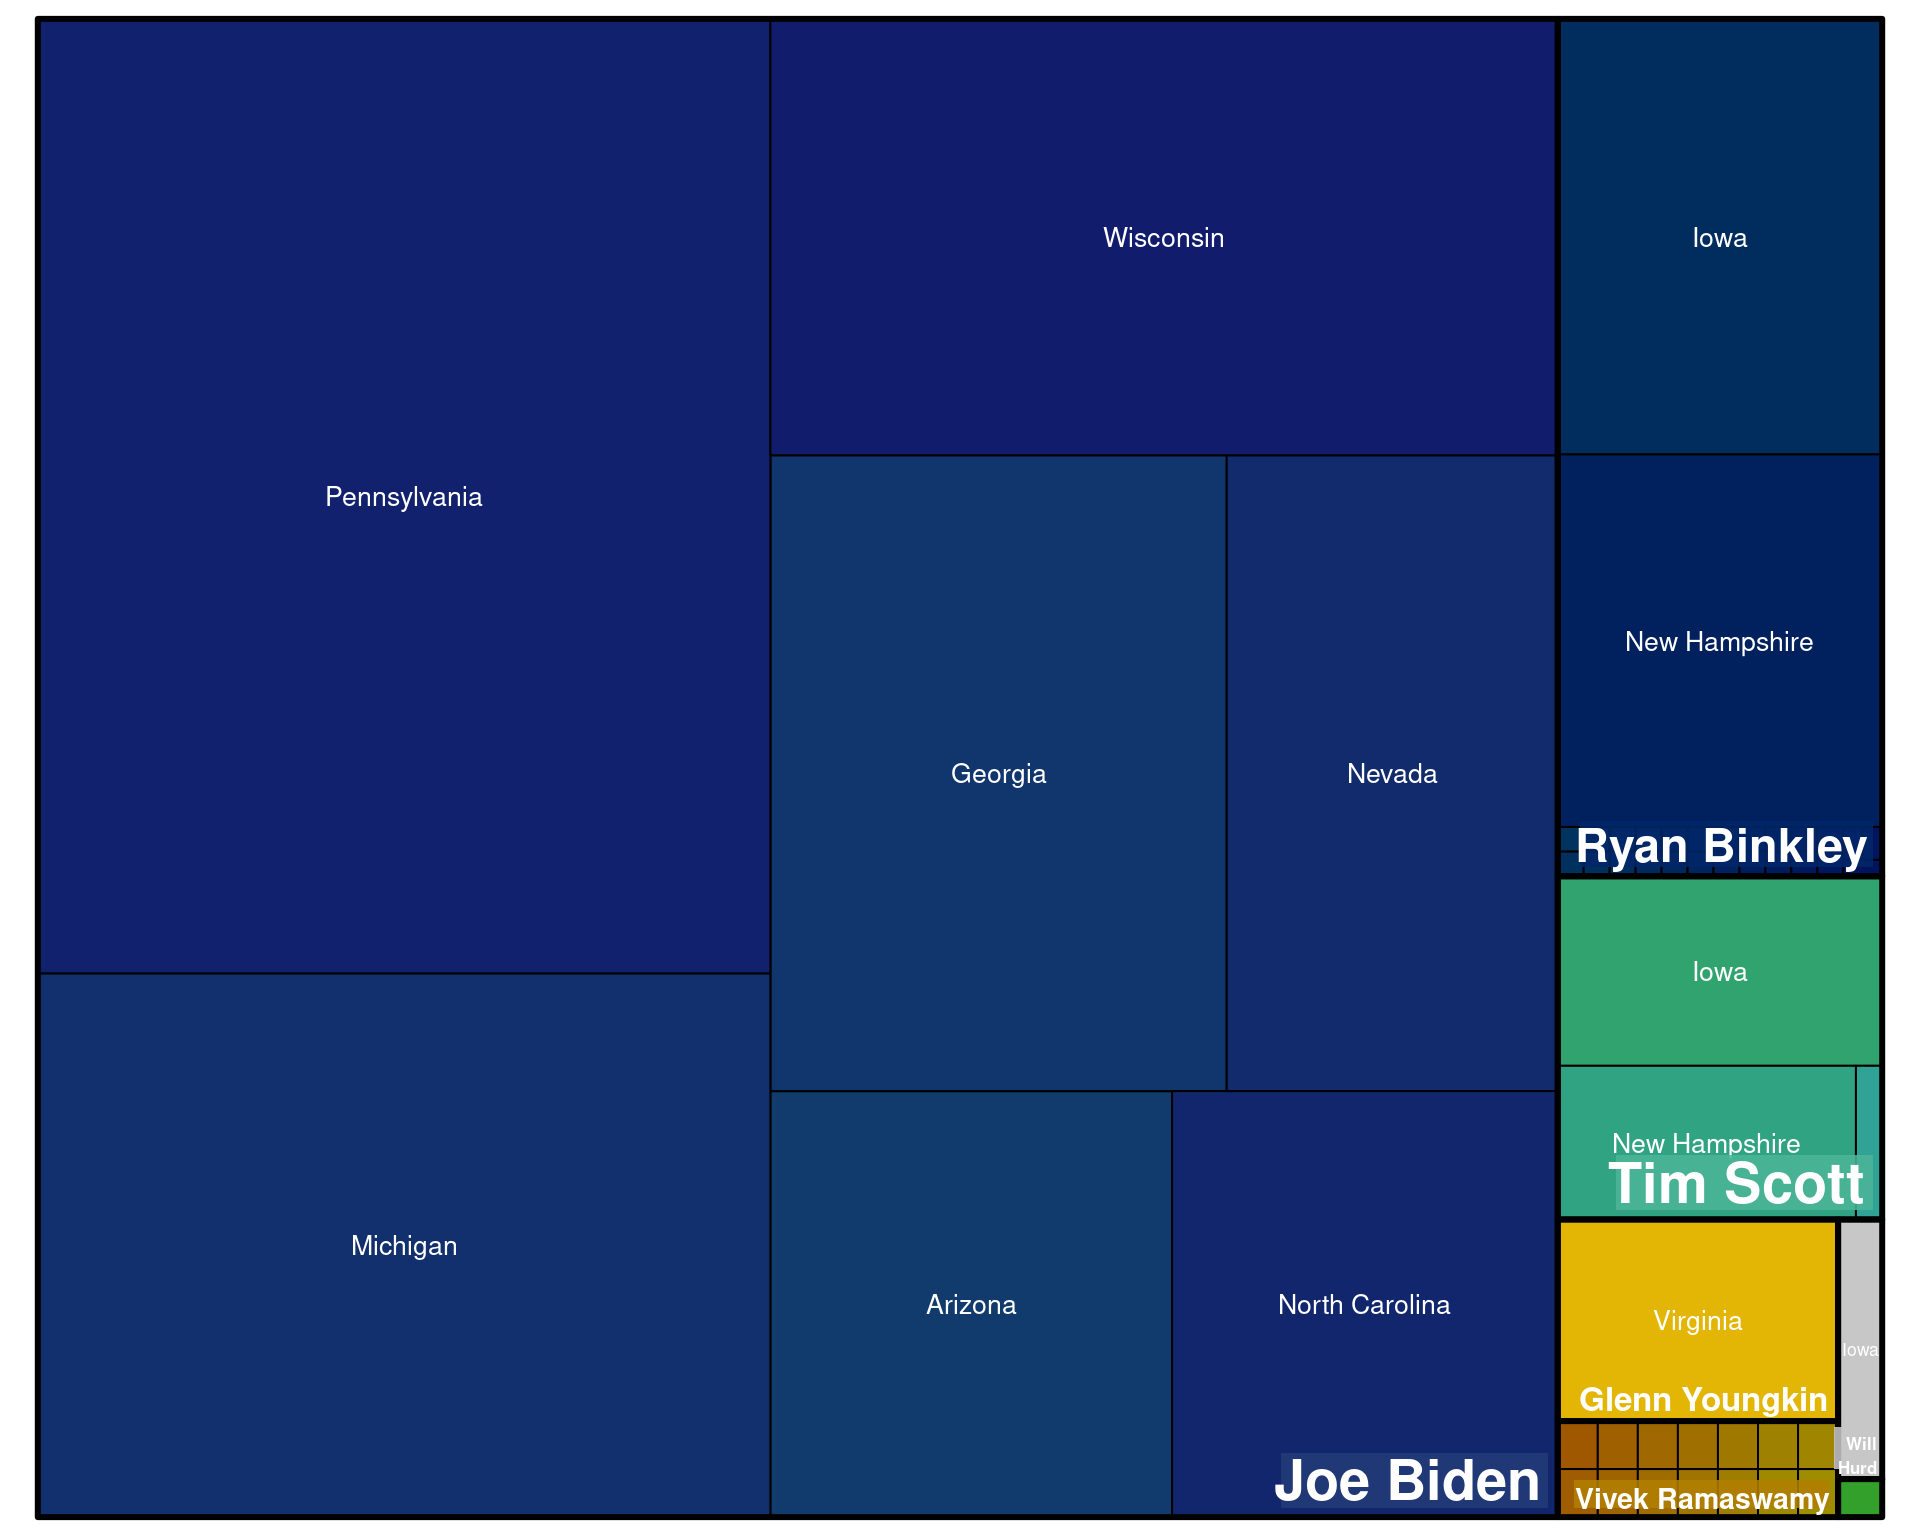 Pennsylvania
Michigan
Wisconsin
Georgia
Nevada
Arizona
North Carolina
Joe Biden
Iowa
New Hampshire
Ryan Binkley
Iowa
New Hampshire
Tim Scott
Virginia
Glenn Youngkin
Iowa
Will
Hurd
Vivek Ramaswamy